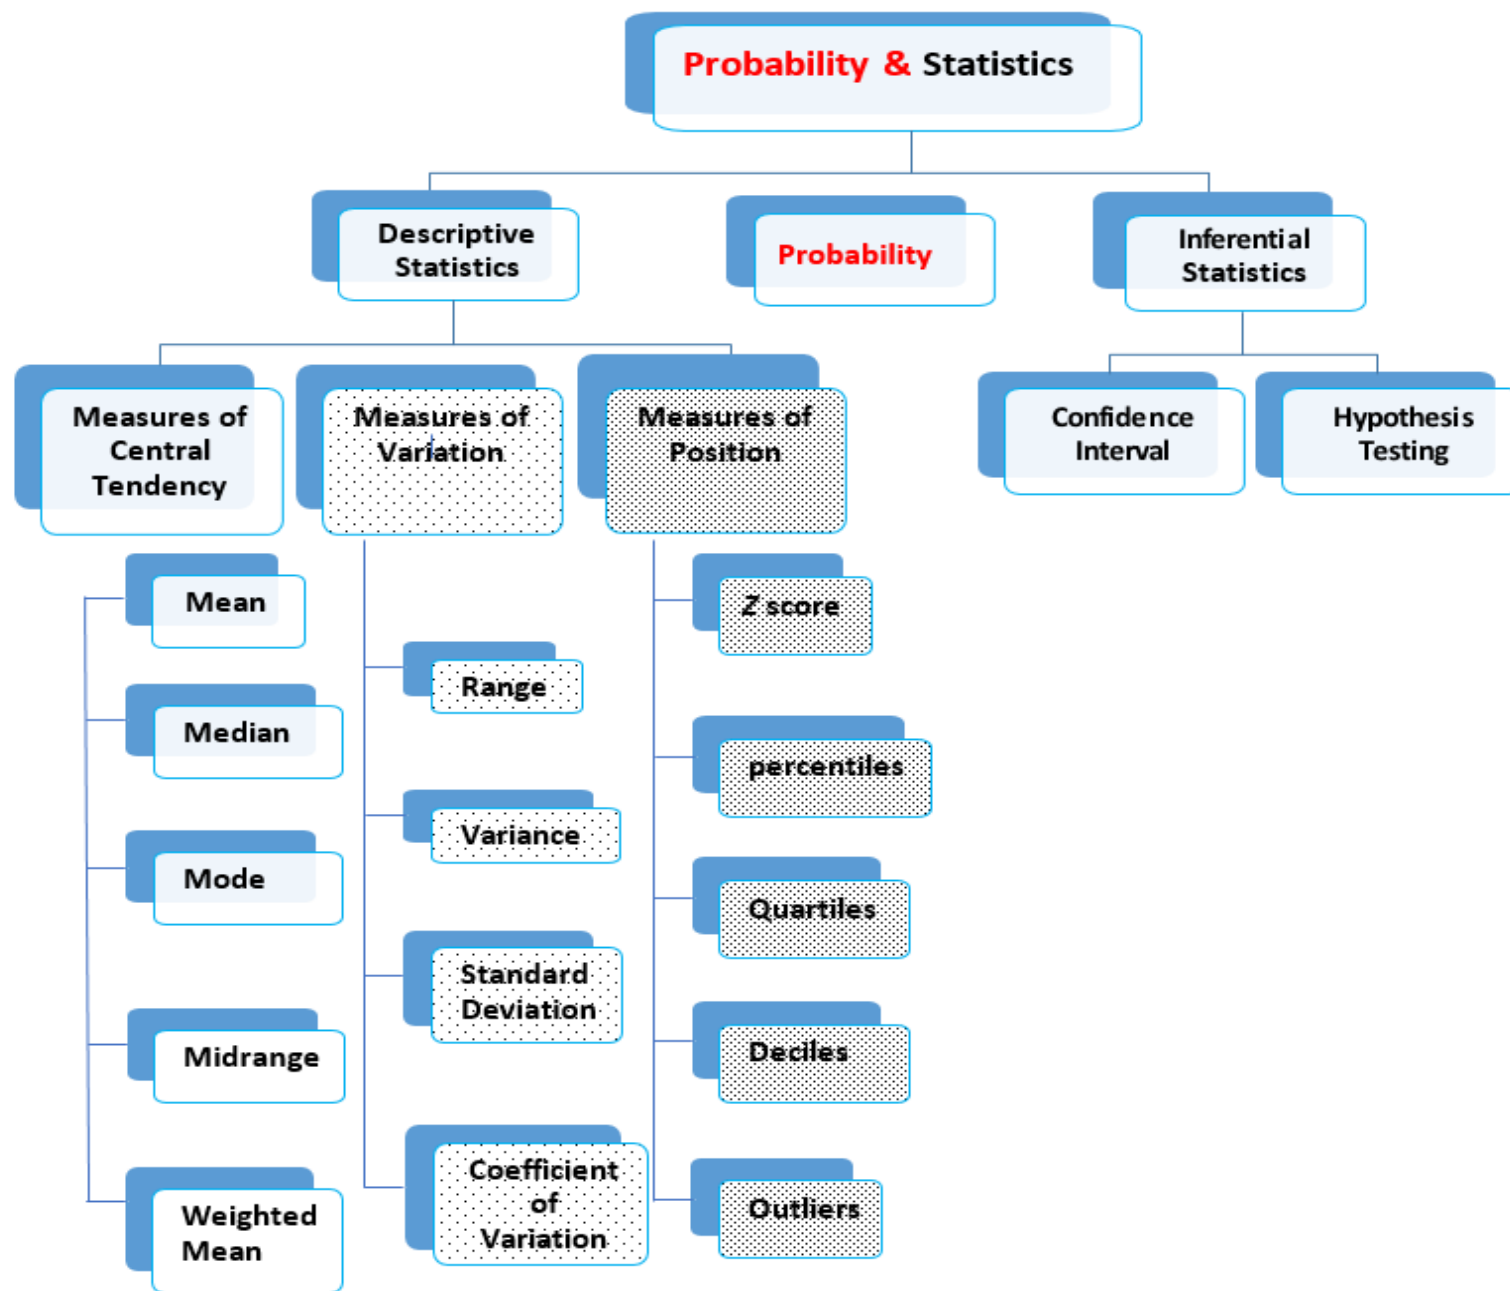 Probability & Statistics
Descriptive
Statistics
Probability
Inferential
Statistics
Measures of
Central
Tendency
Measures of
Variation
Measures of
Position
Confidence
Interval
Hypothesis
Testing
Mean
Median
Mode
Midrange
Weighted
Mean
Range
Variance
Standard
Deviation
Coefficient
of
Variation
Z score
percentiles
Quartiles
Deciles
Outliers